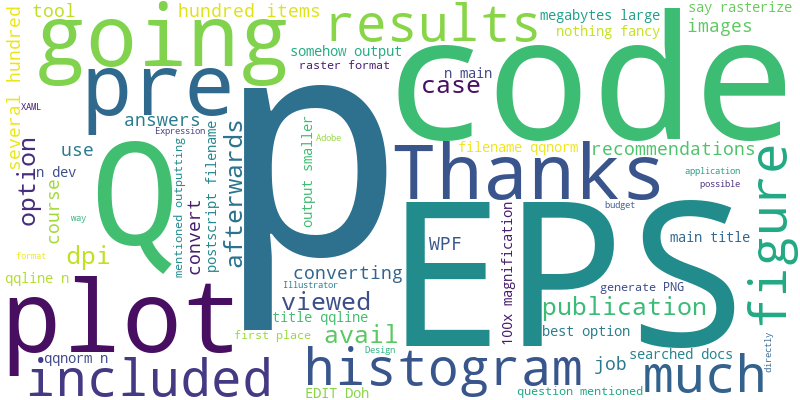 several hundred
tool
going
hundred items
results
megabytes large
nothing fancy
say rasterize
images
somehow output
raster format
n main
case
code
pre
p
XAML
answers
Expression
Q
option
use
n dev
course
way
mentioned outputting
convert
postscript filename
afterwards
output smaller
Adobe
Thanks
filename qqnorm
recommendations
application
possible
figure
budget
EPS
WPF
100x magnification
main title
format
dpi
qqline n
plot
converting
Illustrator
viewed
title qqline
first place
avail
Design
generate PNG
publication
best option
directly
qqnorm n
included
histogram
EDIT Doh
job
searched docs
much
question mentioned